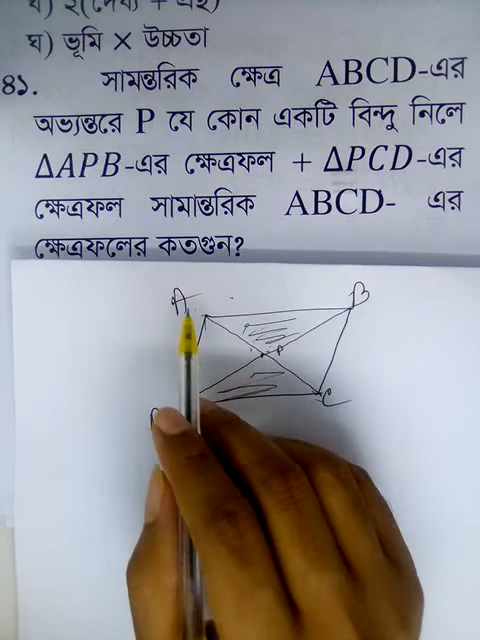 ঘ) ভূমি × উচ্চতা
৪১. সামন্তরিক ক্ষেত্র ABCD-এর
অভ্যন্তরে P যে কোন একটি বিন্দু নিলে
ΔAPB-এর ক্ষেত্রফল + ΔPCD-এর
ক্ষেত্রফল সামান্তরিক ABCD- এর
ক্ষেত্রফলের কতগুন?
A B
P
C